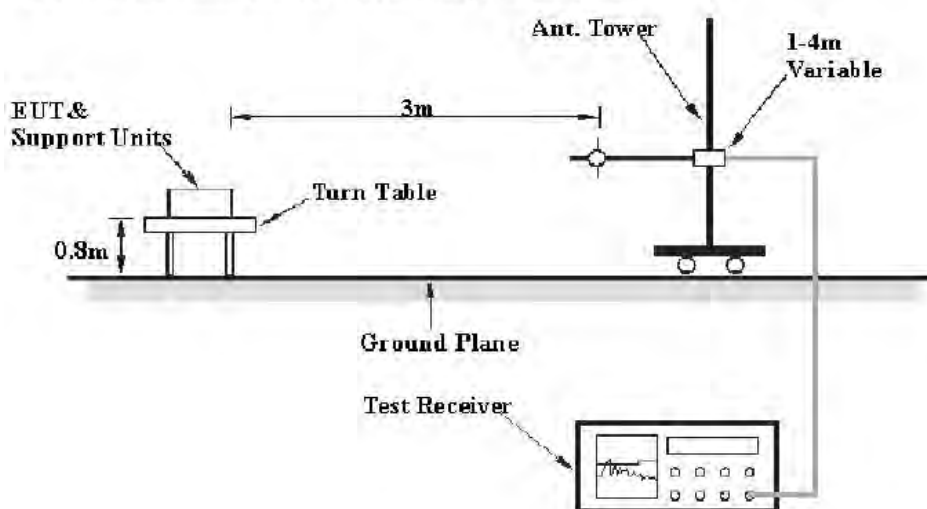 Ant. Tower
1-4m
Variable
EUT &
Support Units
3m
Turn Table
0.8m
Ground Plane
Test Receiver